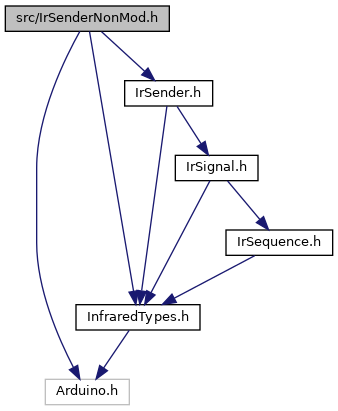 src/IrSenderNonMod.h
IrSender.h
IrSignal.h
IrSequence.h
InfraredTypes.h
Arduino.h